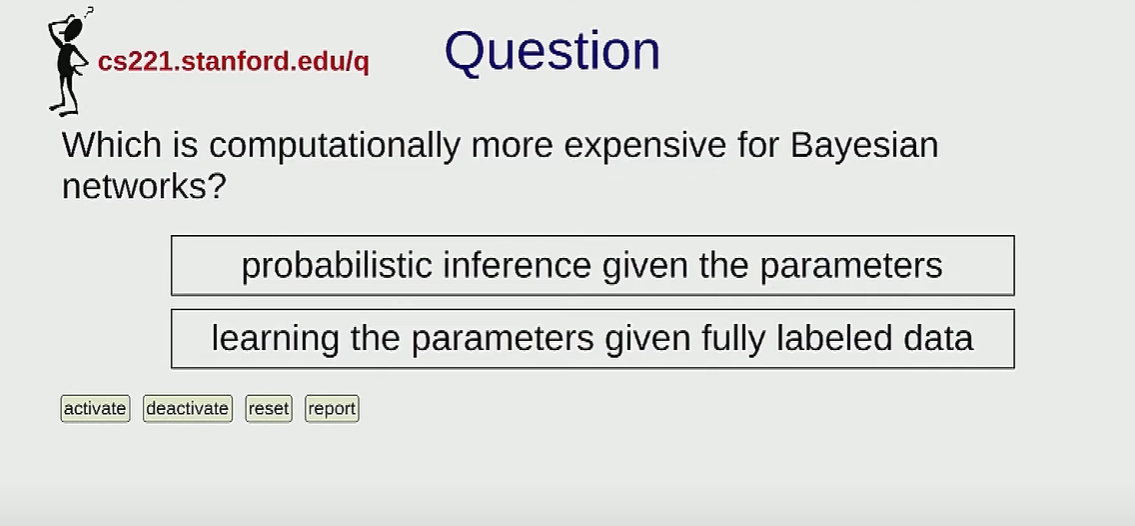 ?
cs221.stanford.edu/q
Question
Which is computationally more expensive for Bayesian
networks?
probabilistic inference given the parameters
learning the parameters given fully labeled data
activate deactivate reset report